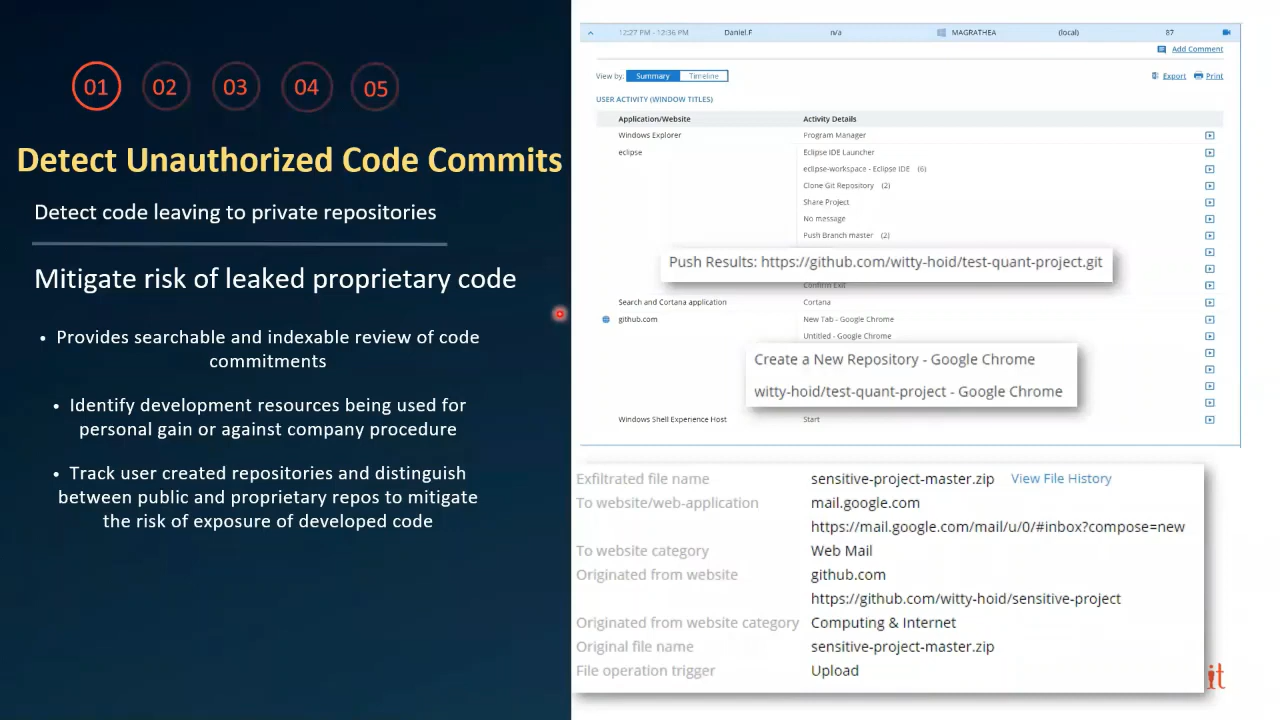 01 02 03 04 05
Detect Unauthorized Code Commits
Detect code leaving to private repositories
Mitigate risk of leaked proprietary code
• Provides searchable and indexable review of code
commitments
• Identify development resources being used for
personal gain or against company procedure
• Track user created repositories and distinguish
between public and proprietary repos to mitigate
the risk of exposure of developed code
12:27 PM - 12:36 PM Daniel.F n/a MAGRATHEA (local) 87
Add Comment
View by: Summary Timeline Export Print
USER ACTIVITY (WINDOW TITLES)
Application/Website Activity Details
Windows Explorer Program Manager
eclipse Eclipse IDE Launcher
eclipse-workspace - Eclipse IDE (6)
Clone Git Repository (2)
Share Project
No message
Push Branch master (2)
Push Results: https://github.com/witty-hoid/test-quant-project.git
Confirm Exit
Search and Cortana application Cortana
github.com New Tab - Google Chrome
Untitled - Google Chrome
Create a New Repository - Google Chrome
witty-hoid/test-quant-project - Google Chrome
Windows Shell Experience Host Start
Exfiltrated file name sensitive-project-master.zip View File History
To website/web-application mail.google.com
https://mail.google.com/mail/u/0/#inbox?compose=new
To website category Web Mail
Originated from website github.com
https://github.com/witty-hoid/sensitive-project
Originated from website category Computing & Internet
Original file name sensitive-project-master.zip
File operation trigger Upload
it